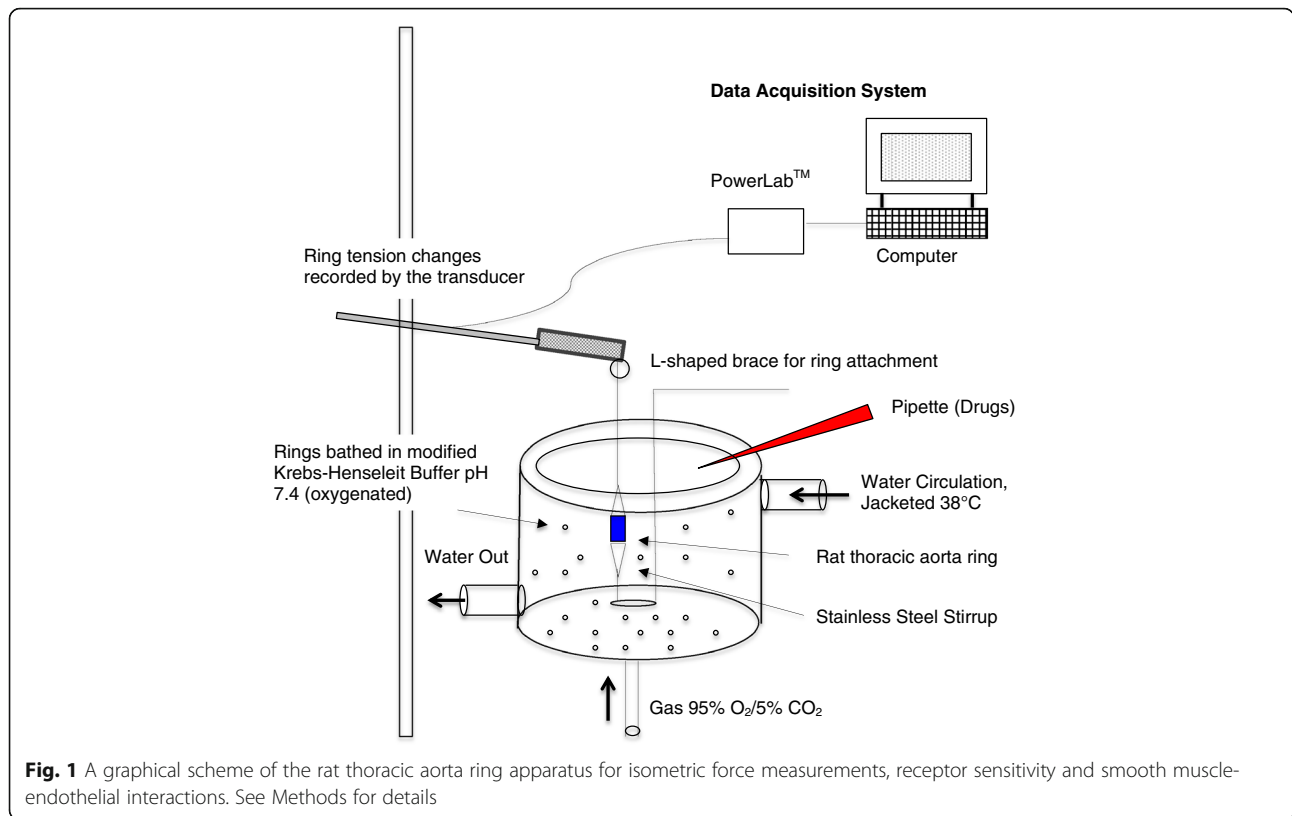 Data Acquisition System
PowerLab™
Computer
Ring tension changes
recorded by the transducer
L-shaped brace for ring attachment
Pipette (Drugs)
Rings bathed in modified
Krebs-Henseleit Buffer pH
7.4 (oxygenated)
Water Circulation,
Jacketed 38°C
Water Out
Rat thoracic aorta ring
Stainless Steel Stirrup
Gas 95% O₂/5% CO₂
Fig. 1 A graphical scheme of the rat thoracic aorta ring apparatus for isometric force measurements, receptor sensitivity and smooth muscle-
endothelial interactions. See Methods for details